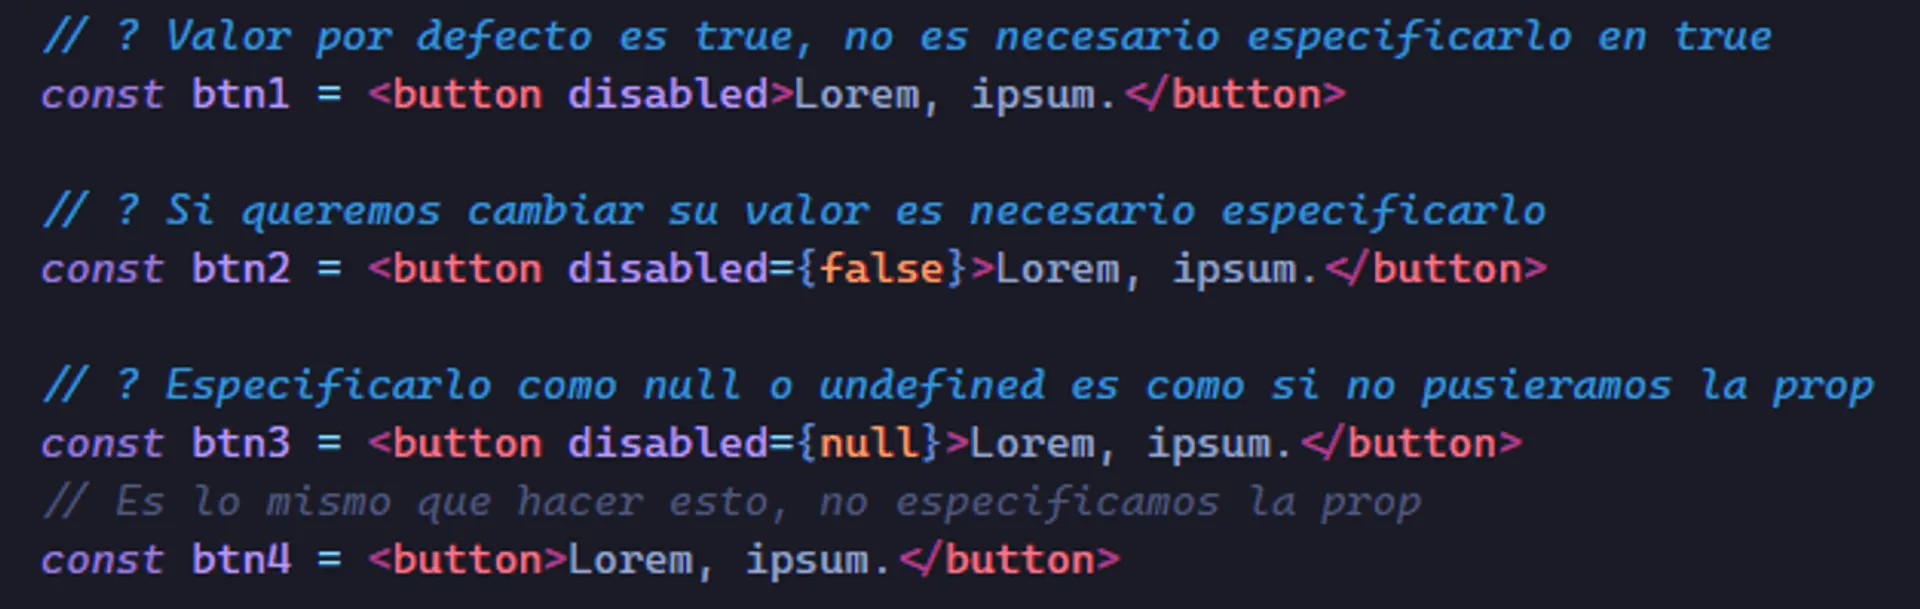 // ? Valor por defecto es true, no es necesario especificarlo en true
const btn1 = <button disabled>Lorem, ipsum.</button>
// ? Si queremos cambiar su valor es necesario especificarlo
const btn2 = <button disabled={false}>Lorem, ipsum.</button>
// ? Especificarlo como null o undefined es como si no pusieramos la prop
const btn3 = <button disabled={null}>Lorem, ipsum.</button>
// Es lo mismo que hacer esto, no especificamos la prop
const btn4 = <button>Lorem, ipsum.</button>